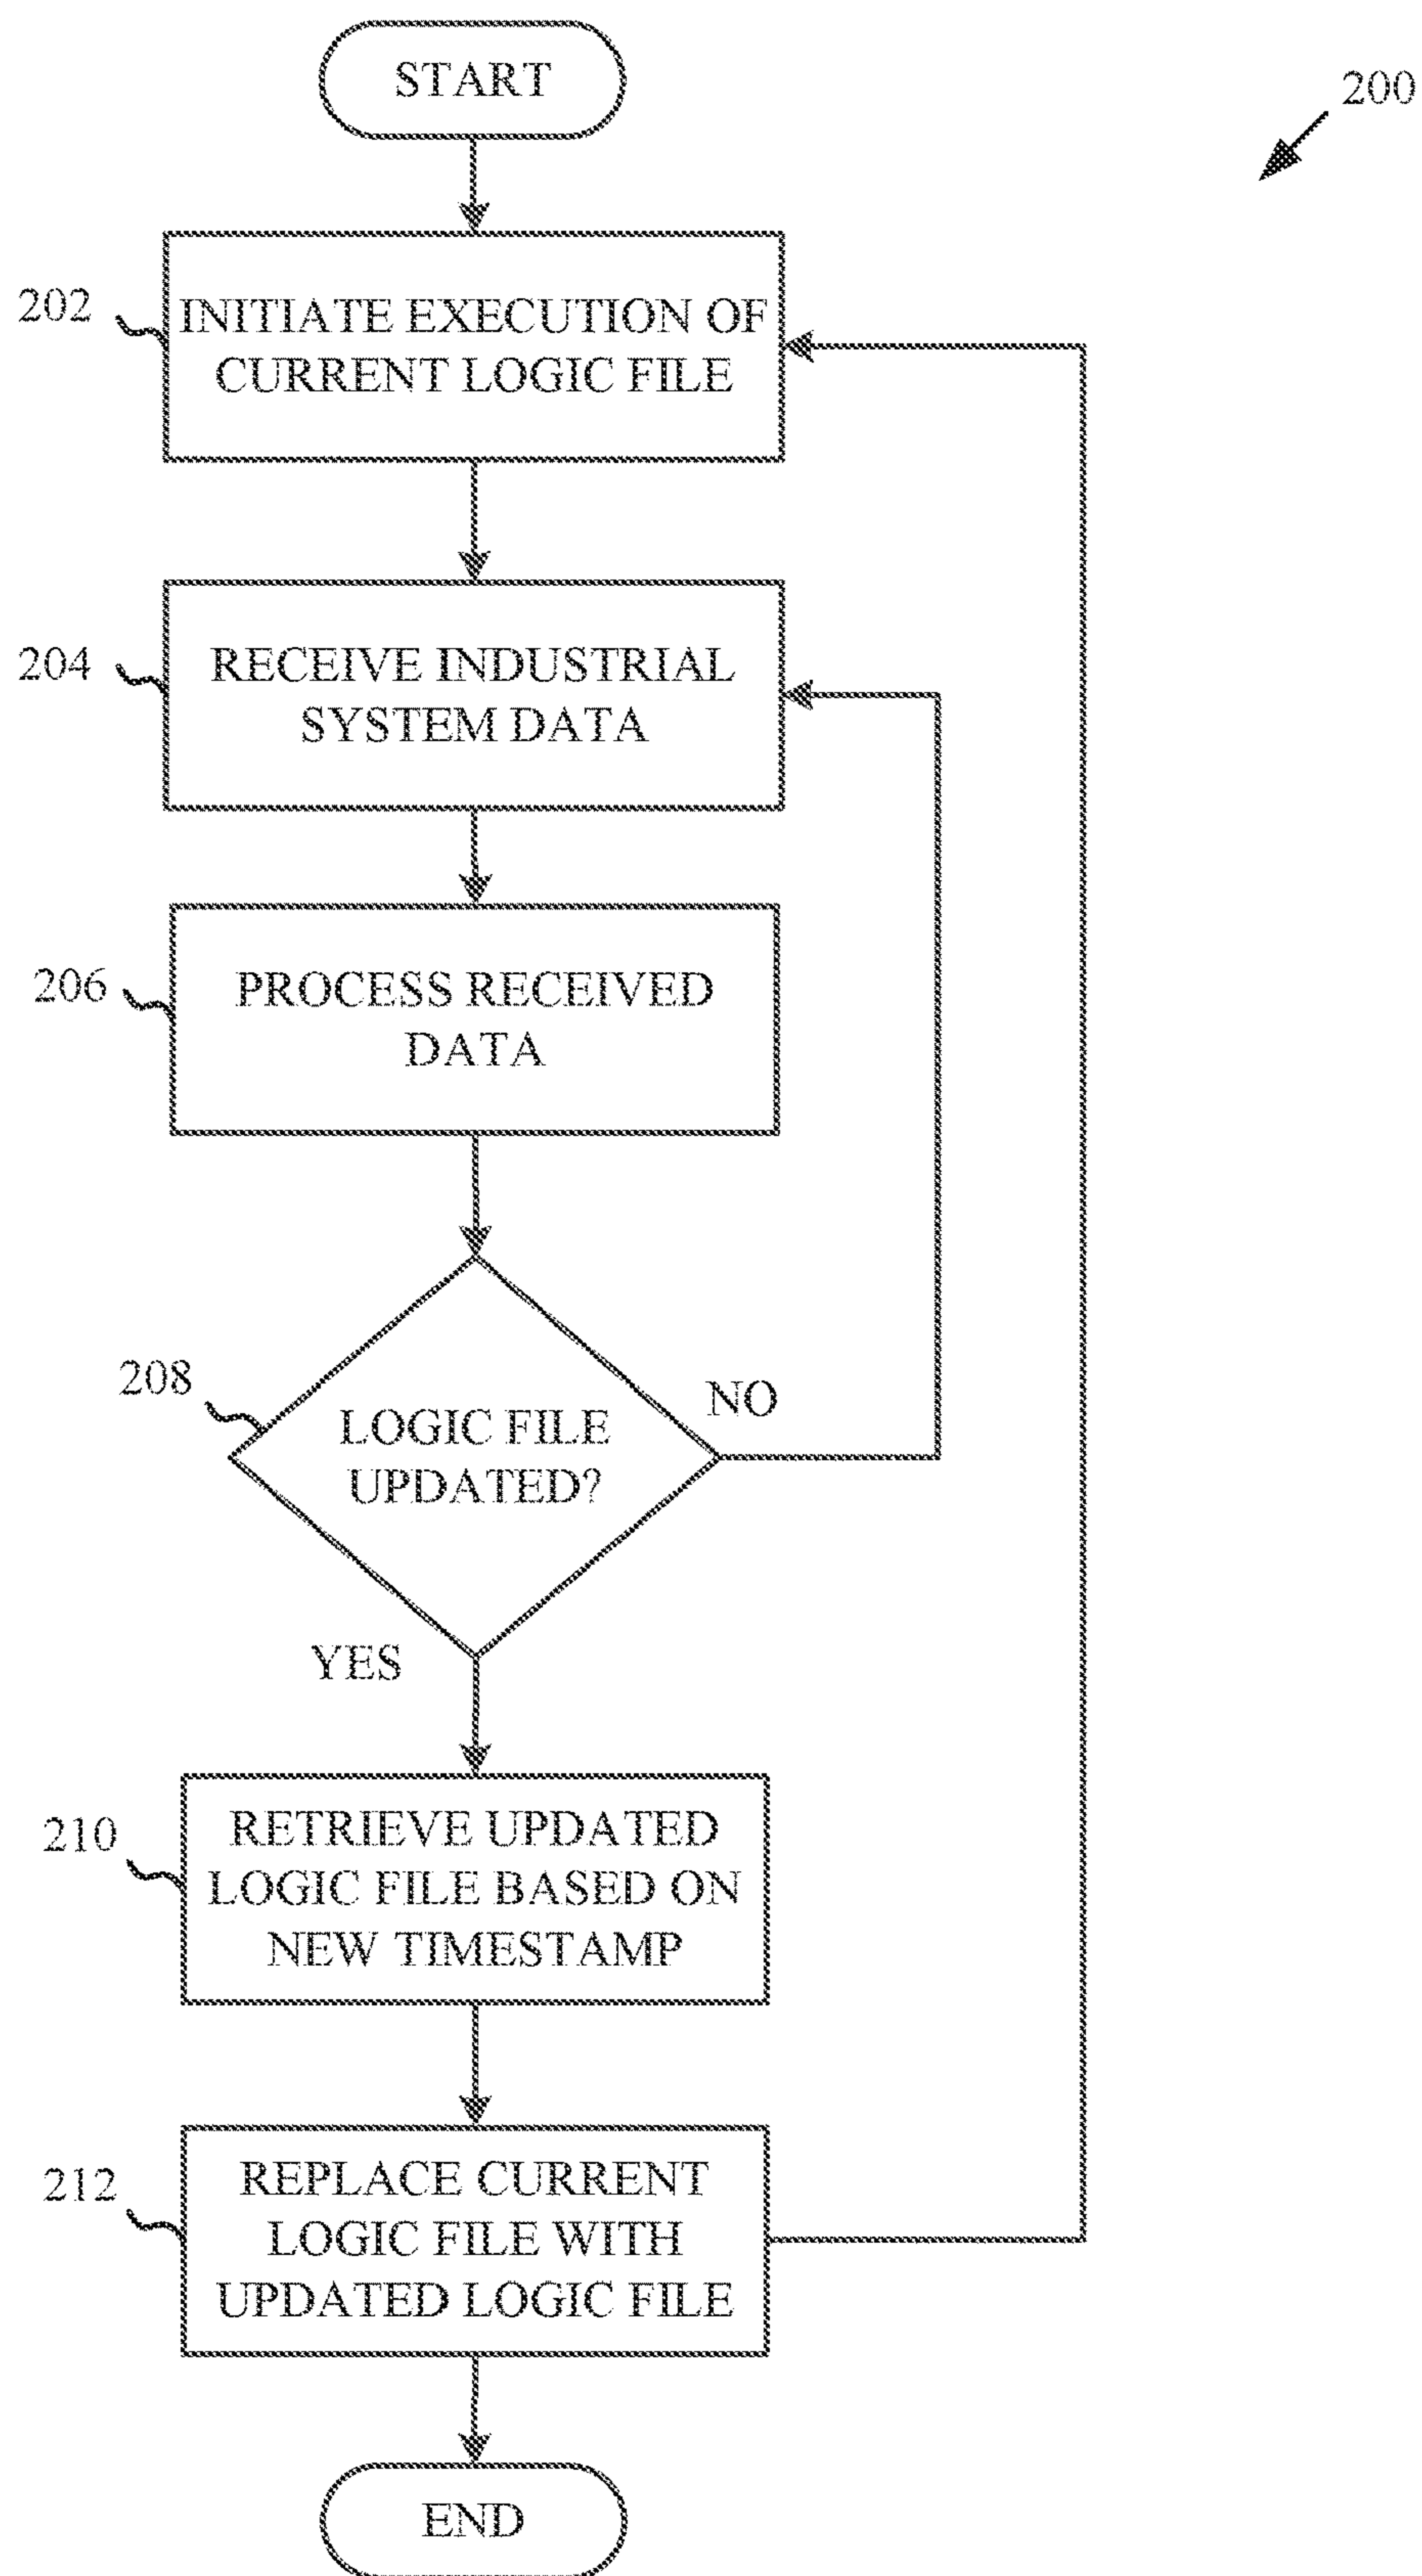 START
200
202
INITIATE EXECUTION OF
CURRENT LOGIC FILE
204
RECEIVE INDUSTRIAL
SYSTEM DATA
206
PROCESS RECEIVED
DATA
208
LOGIC FILE
UPDATED?
NO
YES
210
RETRIEVE UPDATED
LOGIC FILE BASED ON
NEW TIMESTAMP
212
REPLACE CURRENT
LOGIC FILE WITH
UPDATED LOGIC FILE
END